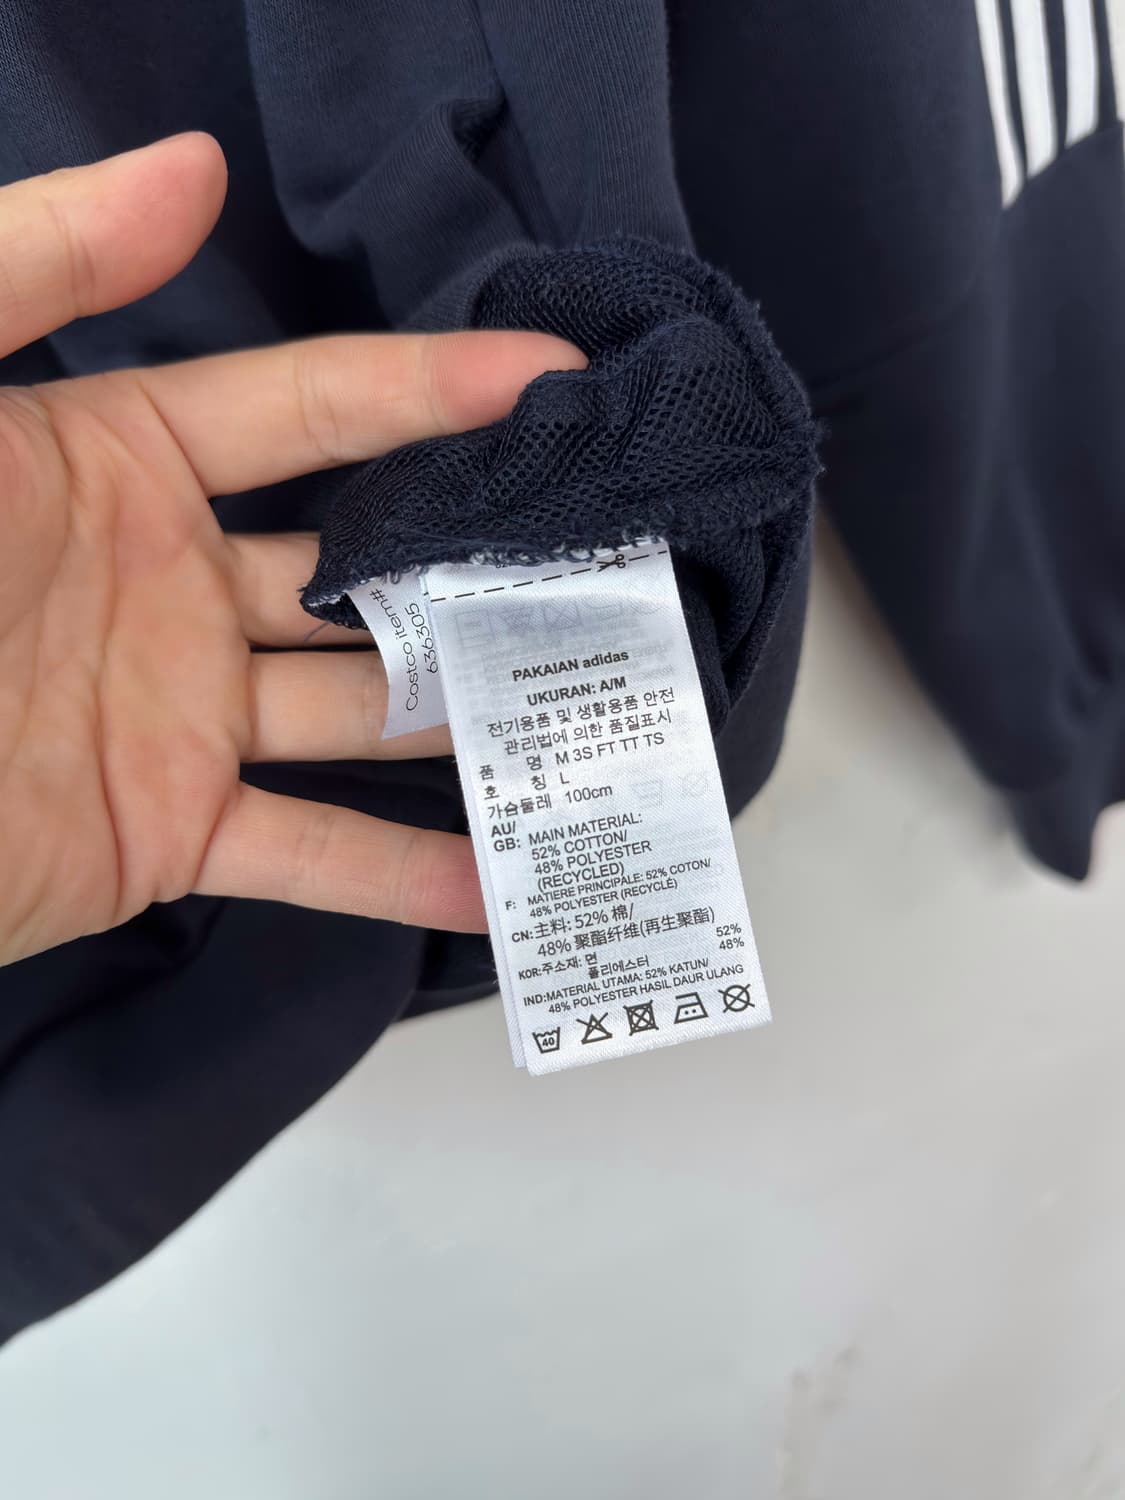 Costco item#
636305
PAKAIAN adidas
UKURAN: A/M
전기용품 및 생활용품 안전
관리법에 의한 품질표시
품 명 M 3S FT TT TS
호 칭 L
가슴둘레 100cm
AU/
GB: MAIN MATERIAL:
52% COTTON/
48% POLYESTER
(RECYCLED)
F: MATIERE PRINCIPALE: 52% COTON/
48% POLYESTER (RECYCLÉ)
CN:主料: 52% 棉/
48% 聚酯纤维(再生聚酯)
KOR:주소재: 면 52%
폴리에스터 48%
IND:MATERIAL UTAMA: 52% KATUN/
48% POLYESTER HASIL DAUR ULANG
40